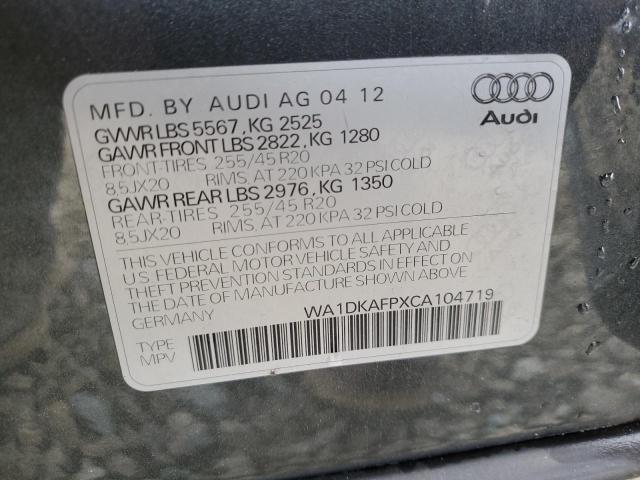 MFD. BY AUDI AG 04 12
Audi
GVWR LBS 5567, KG 2525
GAWR FRONT LBS 2822, KG 1280
FRONT-TIRES 255/45 R20
8,5JX20 RIMS, AT 220 KPA 32 PSI COLD
GAWR REAR LBS 2976, KG 1350
REAR-TIRES 255/45 R20
8,5JX20 RIMS, AT 220 KPA 32 PSI COLD
THIS VEHICLE CONFORMS TO ALL APPLICABLE
U.S. FEDERAL MOTOR VEHICLE SAFETY AND
THEFT PREVENTION STANDARDS IN EFFECT ON
THE DATE OF MANUFACTURE SHOWN ABOVE
GERMANY
WA1DKAFPXCA104719
TYPE
MPV